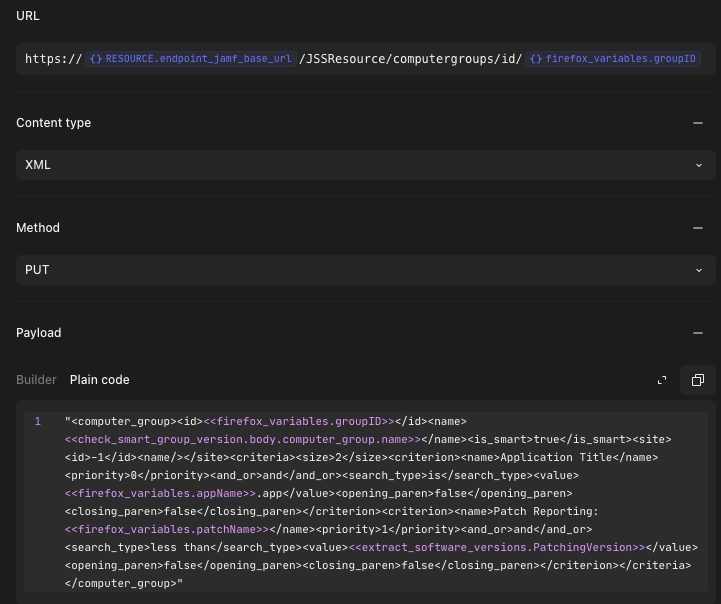 URL
https:// {} RESOURCE.endpoint_jamf_base_url /JSSResource/computergroups/id/ {} firefox_variables.groupID
Content type
XML
Method
PUT
Payload
Builder Plain code
1 "<computer_group><id><<firefox_variables.groupID>></id><name>
<<check_smart_group_version.body.computer_group.name>></name><is_smart>true</is_smart><site>
<id>-1</id><name/></site><criteria><size>2</size><criterion><name>Application Title</name>
<priority>0</priority><and_or>and</and_or><search_type>is</search_type><value>
<<firefox_variables.appName>>.app</value><opening_paren>false</opening_paren>
<closing_paren>false</closing_paren></criterion><criterion><name>Patch Reporting:
<<firefox_variables.patchName>></name><priority>1</priority><and_or>and</and_or>
<search_type>less than</search_type><value><<extract_software_versions.PatchingVersion>></value>
<opening_paren>false</opening_paren><closing_paren>false</closing_paren></criterion></criteria>
</computer_group>"